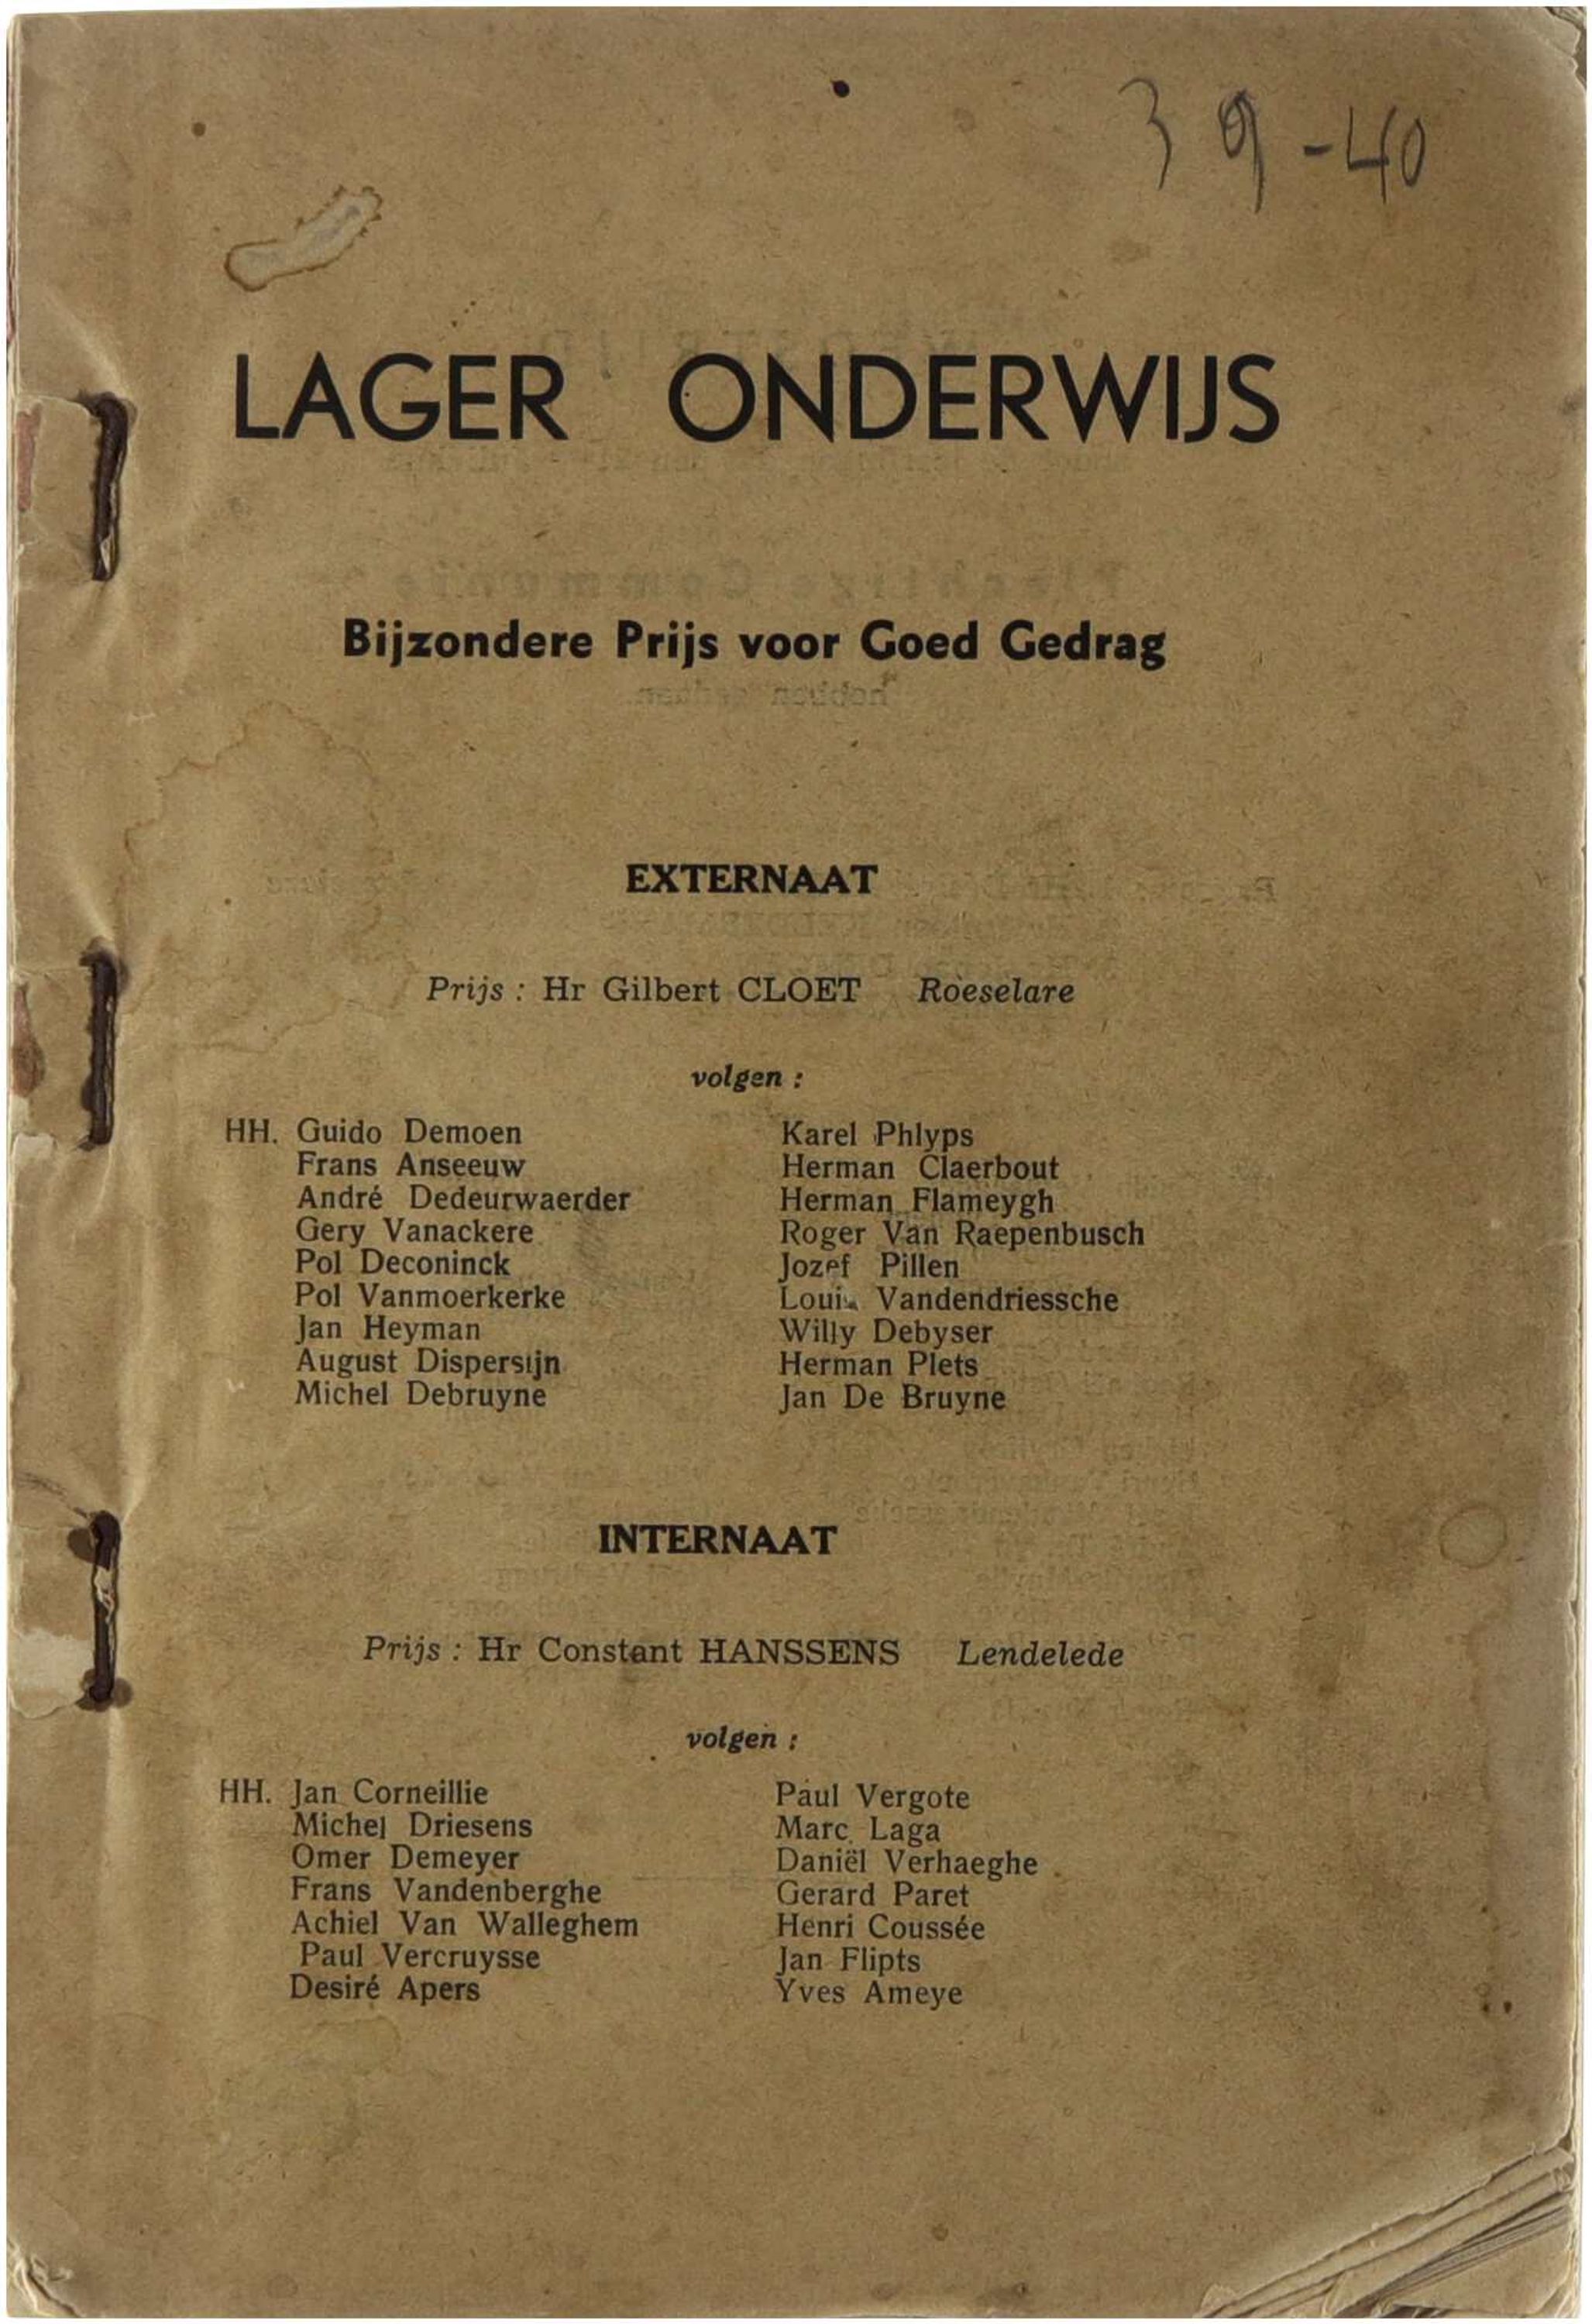 39-40
LAGER ONDERWIJS
Bijzondere Prijs voor Goed Gedrag
EXTERNAAT
Prijs : Hr Gilbert CLOET Roeselare
volgen :
HH. Guido Demoen
Frans Anseeuw
André Dedeurwaerder
Gery Vanackere
Pol Deconinck
Pol Vanmoerkerke
Jan Heyman
August Dispersijn
Michel Debruyne
Karel Phlyps
Herman Claerbout
Herman Flameygh
Roger Van Raepenbusch
Jozef Pillen
Louis Vandendriessche
Willy Debyser
Herman Plets
Jan De Bruyne
INTERNAAT
Prijs : Hr Constant HANSSENS Lendelede
volgen :
HH. Jan Corneillie
Michel Driesens
Omer Demeyer
Frans Vandenberghe
Achiel Van Walleghem
Paul Vercruysse
Desiré Apers
Paul Vergote
Marc Laga
Daniël Verhaeghe
Gerard Paret
Henri Coussée
Jan Flipts
Yves Ameye